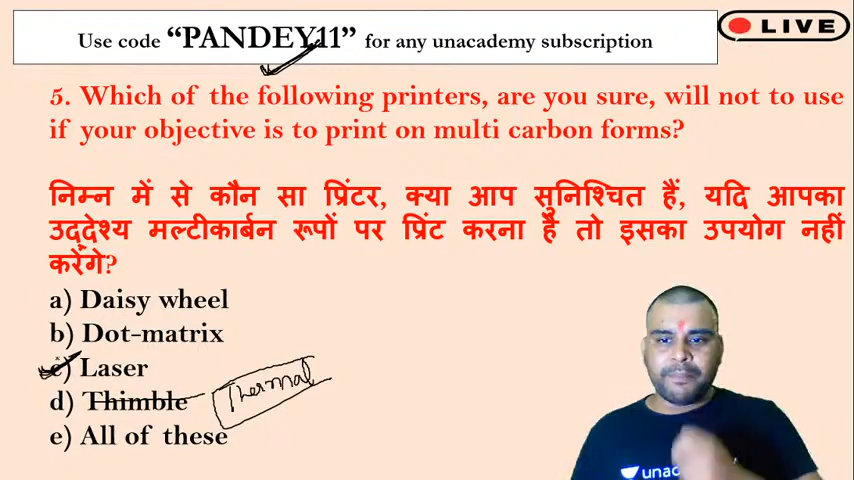 Use code “PANDEY11” for any unacademy subscription
LIVE
5. Which of the following printers, are you sure, will not to use
if your objective is to print on multi carbon forms?
निम्न में से कौन सा प्रिंटर, क्या आप सुनिश्चित हैं, यदि आपका
उद्देश्य मल्टीकार्बन रूपों पर प्रिंट करना है तो इसका उपयोग नहीं
करेंगे?
a) Daisy wheel
b) Dot-matrix
c) Laser
d) Thimble Thermal
e) All of these
unac